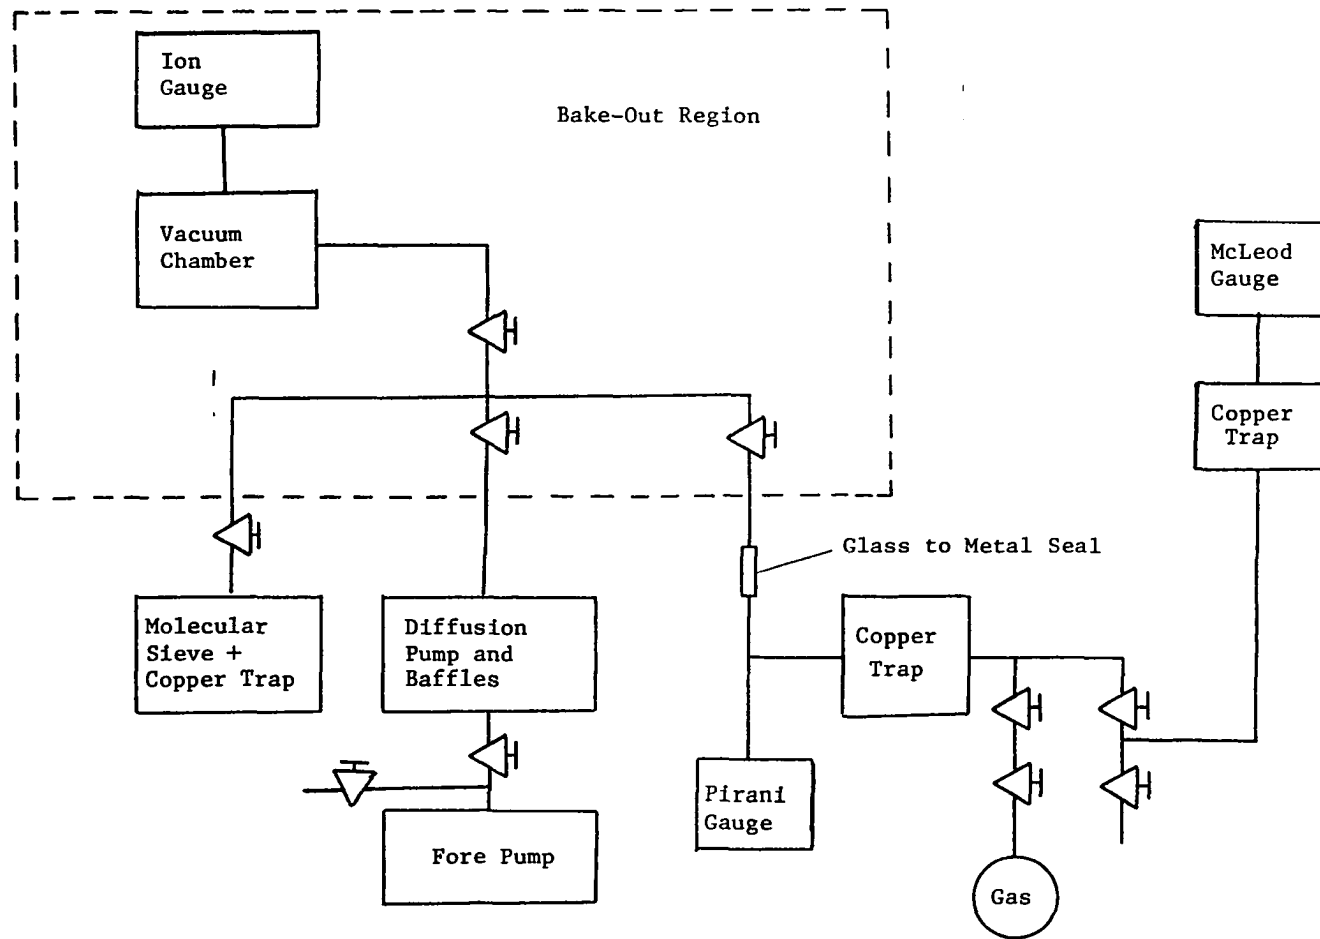 Ion
Gauge
Bake-Out Region
Vacuum
Chamber
McLeod
Gauge
Copper
Trap
Glass to Metal Seal
Molecular
Sieve +
Copper Trap
Diffusion
Pump and
Baffles
Copper
Trap
Pirani
Gauge
Fore Pump
Gas